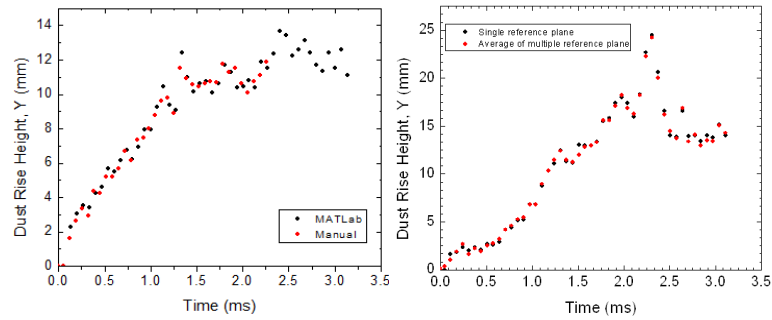 Dust Rise Height, Y (mm)
14
12
10
8
6
4
2
0
MATLab
Manual
0.0 0.5 1.0 1.5 2.0 2.5 3.0 3.5
Time (ms)
Dust Rise Height, Y (mm)
25
20
15
10
5
0
Single reference plane
Average of multiple reference plane
0.0 0.5 1.0 1.5 2.0 2.5 3.0 3.5
Time (ms)